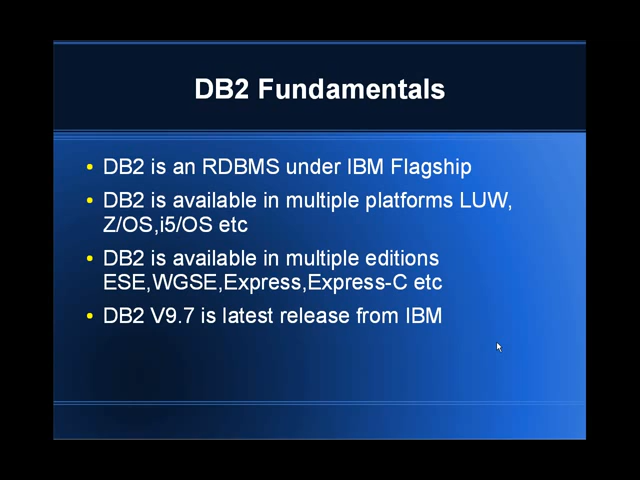 DB2 Fundamentals
• DB2 is an RDBMS under IBM Flagship
• DB2 is available in multiple platforms LUW,
Z/OS,i5/OS etc
• DB2 is available in multiple editions
ESE,WGSE,Express,Express-C etc
• DB2 V9.7 is latest release from IBM